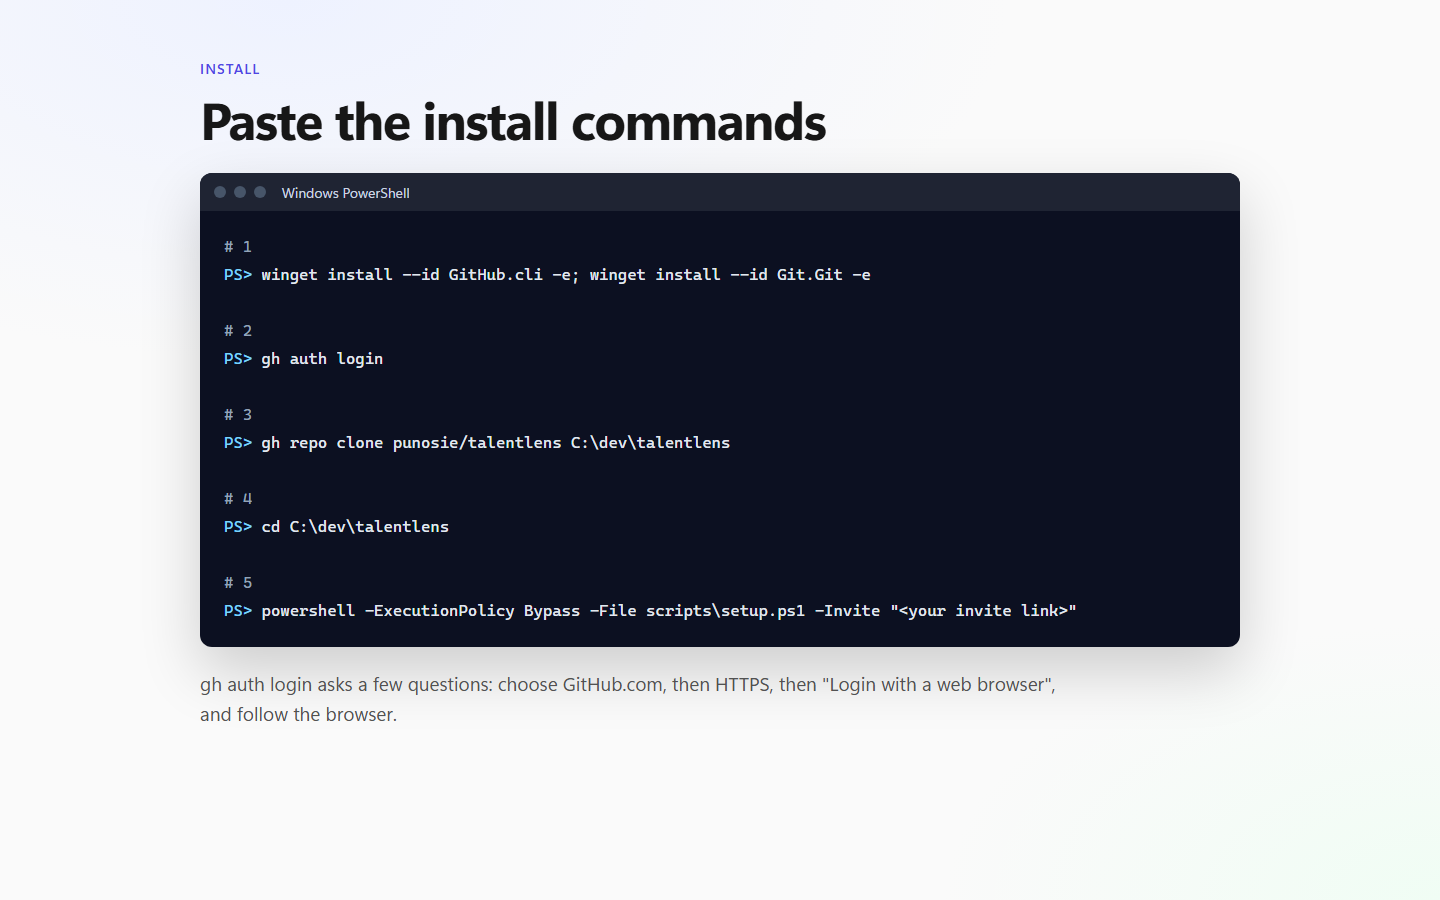 INSTALL
Paste the install commands
Windows PowerShell
# 1
PS> winget install --id GitHub.cli -e; winget install --id Git.Git -e
# 2
PS> gh auth login
# 3
PS> gh repo clone punosie/talentlens C:\dev\talentlens
# 4
PS> cd C:\dev\talentlens
# 5
PS> powershell -ExecutionPolicy Bypass -File scripts\setup.ps1 -Invite "<your invite link>"
gh auth login asks a few questions: choose GitHub.com, then HTTPS, then "Login with a web browser",
and follow the browser.